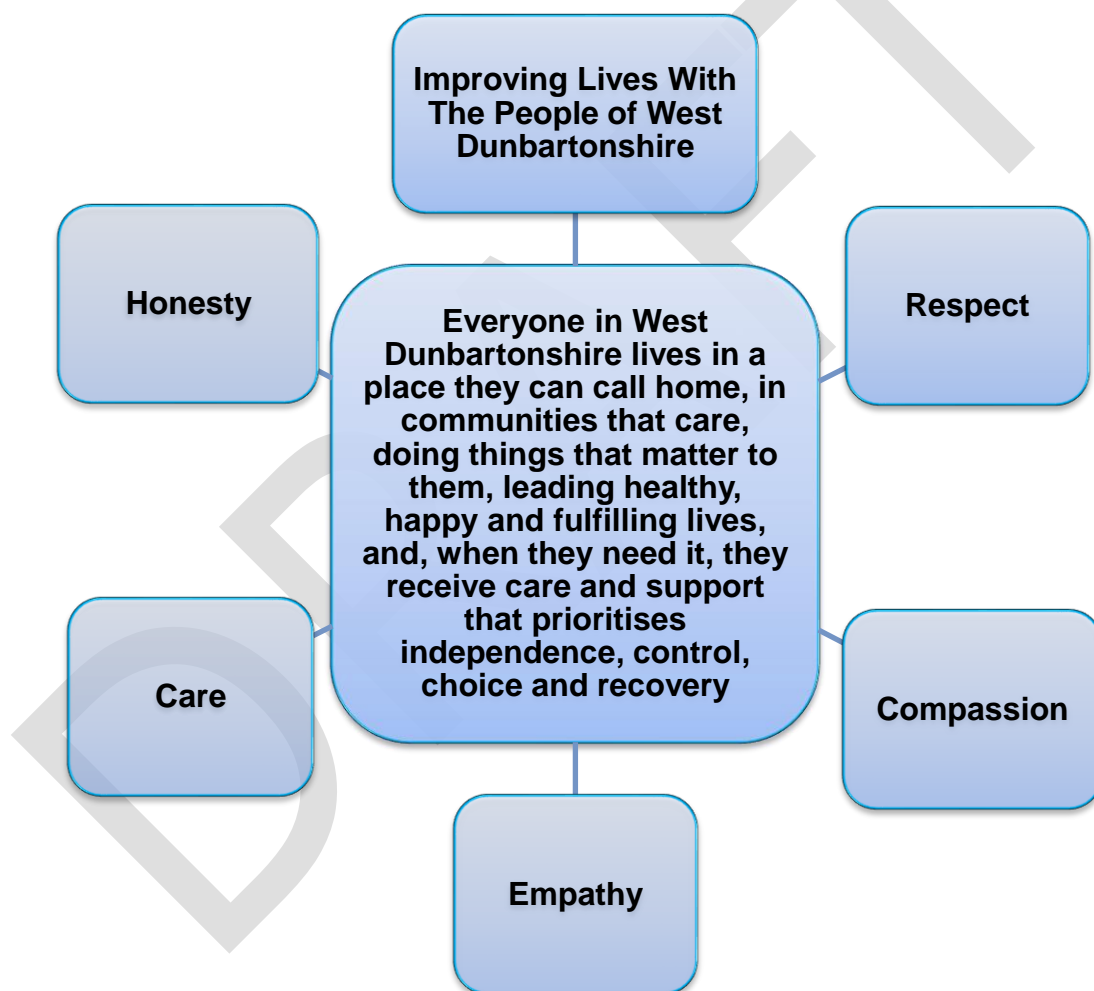 Improving Lives With
The People of West
Dunbartonshire
Honesty
Respect
Everyone in West
Dunbartonshire lives in a
place they can call home, in
communities that care,
doing things that matter to
them, leading healthy,
happy and fulfilling lives,
and, when they need it, they
receive care and support
that prioritises
independence, control,
choice and recovery
Care
Compassion
Empathy
DRAFT